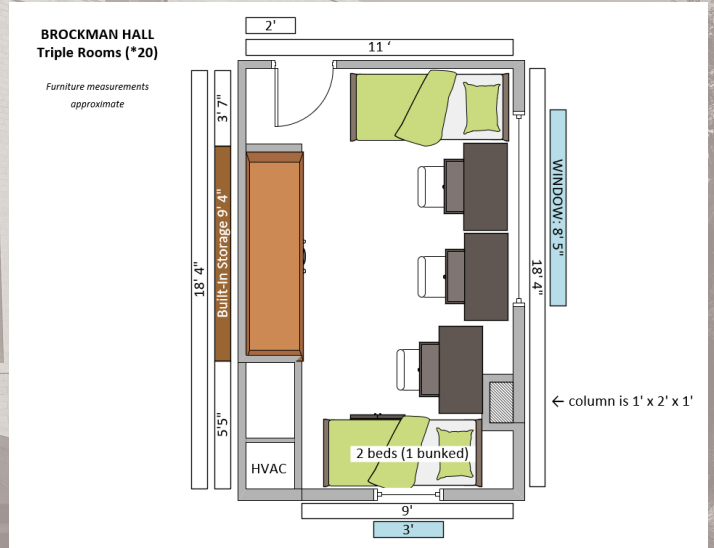 BROCKMAN HALL
Triple Rooms (*20)
Furniture measurements
approximate
2'
11 ‘
3' 7"
18' 4"
Built-In Storage 9' 4"
5'5"
WINDOW: 8' 5"
18' 4"
← column is 1' x 2' x 1'
2 beds (1 bunked)
HVAC
9'
3'